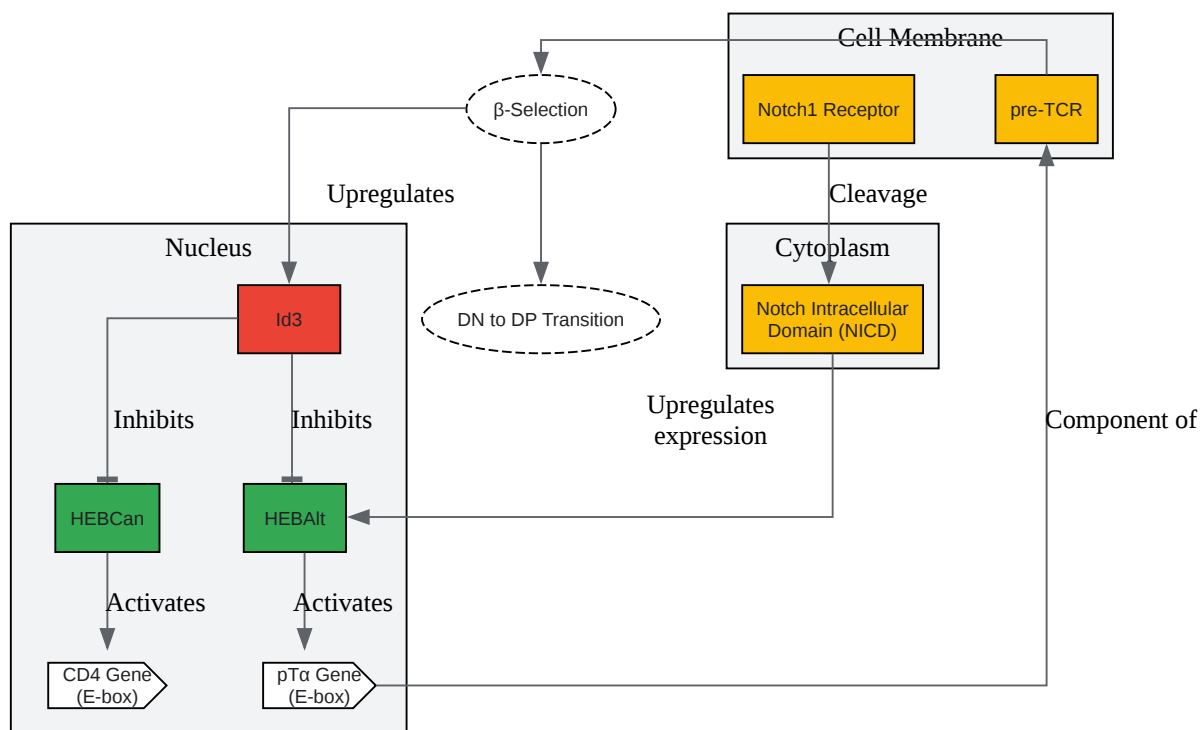 Cell Membrane
β-Selection
Notch1 Receptor
pre-TCR
Upregulates
Cleavage
Nucleus
Cytoplasm
Id3
DN to DP Transition
Notch Intracellular
Domain (NICD)
Inhibits
Inhibits
Upregulates
expression
Component of
HEBCan
HEBAlt
Activates
Activates
CD4 Gene
(E-box)
pTα Gene
(E-box)